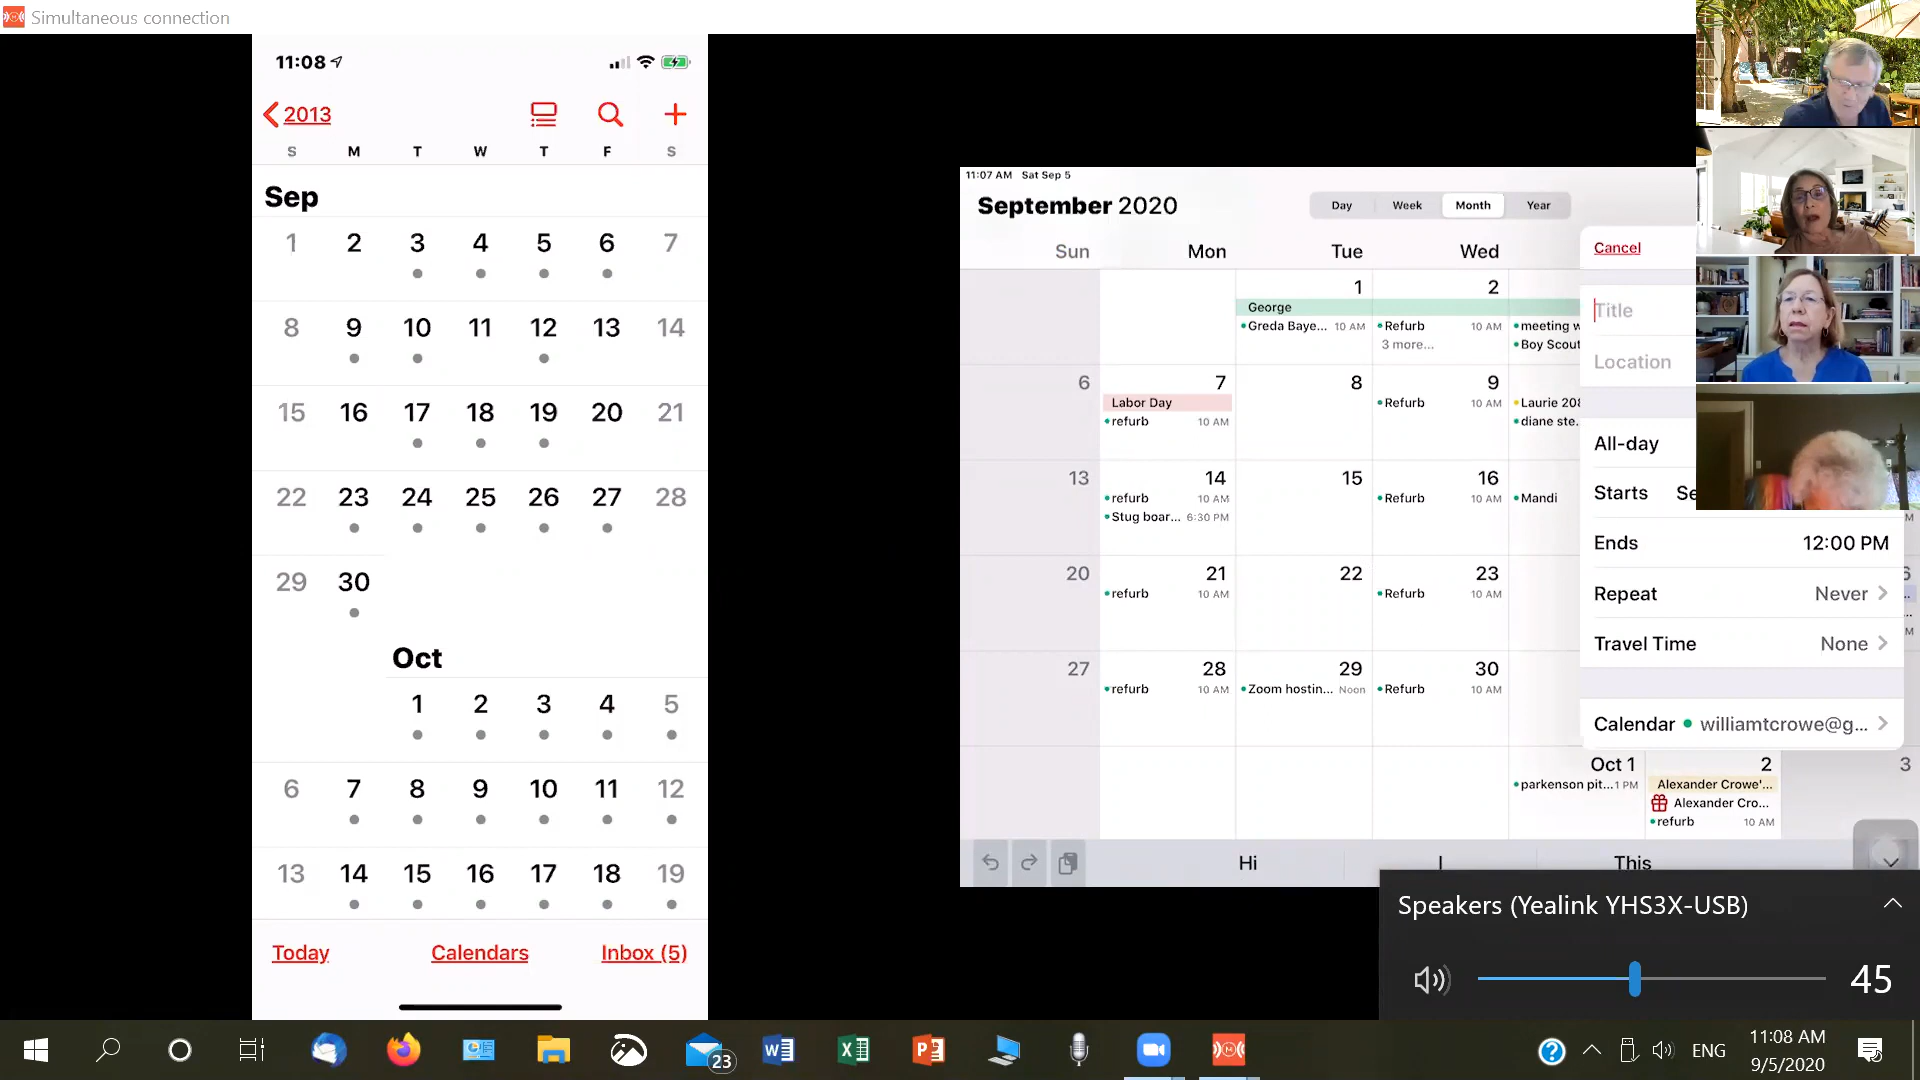 Simultaneous connection
11:08
2013
S M T W T F S
Sep
1 2 3 4 5 6 7
8 9 10 11 12 13 14
15 16 17 18 19 20 21
22 23 24 25 26 27 28
29 30
Oct
1 2 3 4 5
6 7 8 9 10 11 12
13 14 15 16 17 18 19
Today Calendars Inbox (5)
11:07 AM Sat Sep 5
September 2020
Day Week Month Year
Sun Mon Tue Wed
1 2
George
Greda Baye... 10 AM Refurb 10 AM meeting w
3 more... Boy Scout
6 7 8 9
Labor Day Refurb 10 AM Laurie 208
refurb 10 AM diane ste.
13 14 15 16
refurb 10 AM Refurb 10 AM Mandi
Stug boar... 6:30 PM
20 21 22 23
refurb 10 AM Refurb 10 AM
27 28 29 30
refurb 10 AM Zoom hostin... Noon Refurb 10 AM
Oct 1 2 3
parkenson pit... 1 PM Alexander Crowe'...
Alexander Cro...
refurb 10 AM
Cancel
Title
Location
All-day
Starts Se
Ends 12:00 PM
Repeat Never
Travel Time None
Calendar williamtcrowe@g...
Hi I This
Speakers (Yealink YHS3X-USB)
45
23
ENG
11:08 AM
9/5/2020